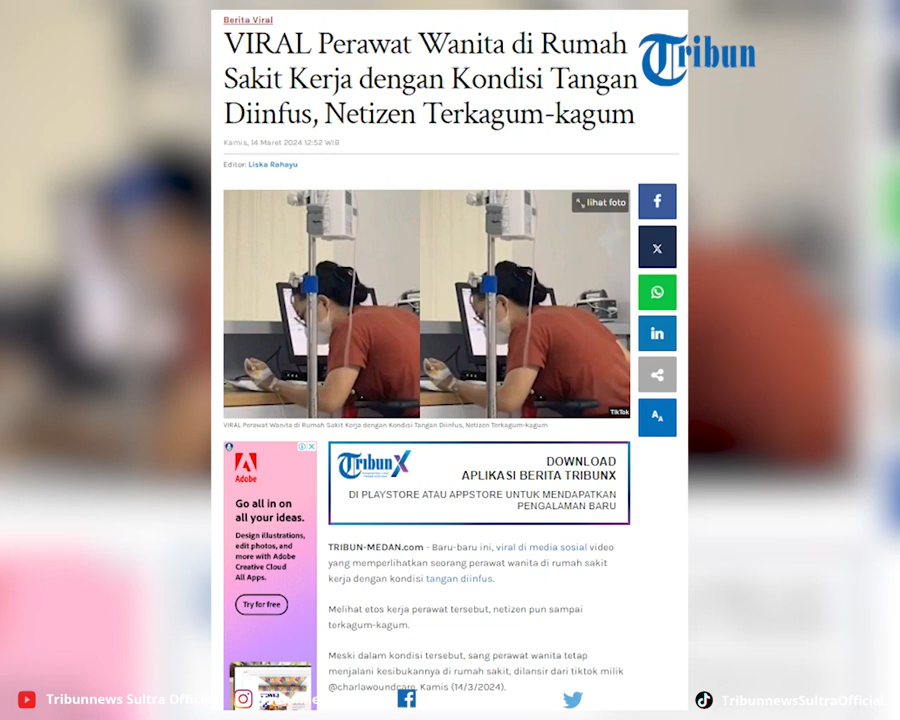 Berita Viral
VIRAL Perawat Wanita di Rumah
Sakit Kerja dengan Kondisi Tangan
Diinfus, Netizen Terkagum-kagum
Tribun
Kamis, 14 Maret 2024 12:52 WIB
Editor: Liska Rahayu
lihat foto
TikTok
VIRAL Perawat Wanita di Rumah Sakit Kerja dengan Kondisi Tangan Diinfus, Netizen Terkagum-kagum
Adobe
Go all in on
all your ideas.
Design illustrations,
edit photos, and
more with Adobe
Creative Cloud
All Apps.
Try for free
TribunX
DOWNLOAD
APLIKASI BERITA TRIBUNX
DI PLAYSTORE ATAU APPSTORE UNTUK MENDAPATKAN
PENGALAMAN BARU
TRIBUN-MEDAN.com - Baru-baru ini, viral di media sosial video
yang memperlihatkan seorang perawat wanita di rumah sakit
kerja dengan kondisi tangan diinfus.
Melihat etos kerja perawat tersebut, netizen pun sampai
terkagum-kagum.
Meski dalam kondisi tersebut, sang perawat wanita tetap
menjalani kesibukannya di rumah sakit, dilansir dari tiktok milik
@charlawoundcare, Kamis (14/3/2024).
Tribunnews Sultra Official
TribunnewsSultraOfficial